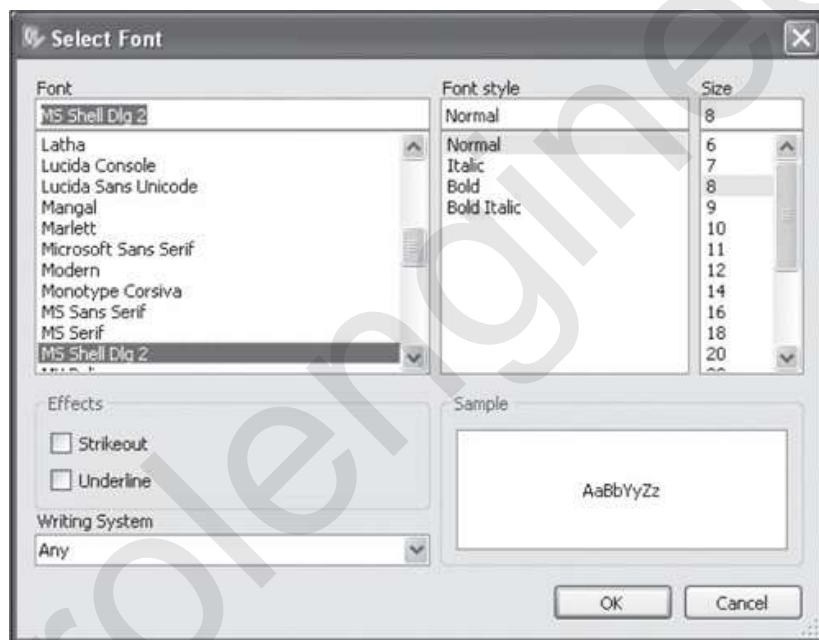 Select Font
Font
MS Shell Dlg 2
Latha
Lucida Console
Lucida Sans Unicode
Mangal
Marlett
Microsoft Sans Serif
Modern
Monotype Corsiva
MS Sans Serif
MS Serif
MS Shell Dlg 2
Font style
Normal
Normal
Italic
Bold
Bold Italic
Size
8
6
7
8
9
10
11
12
14
16
18
20
Effects
Strikeout
Underline
Writing System
Any
Sample
AaBbYyZz
OK
Cancel